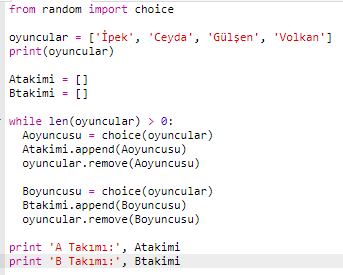 from random import choice
oyuncular = ['İpek', 'Ceyda', 'Gülşen', 'Volkan']
print(oyuncular)
Atakimi = []
Btakimi = []
while len(oyuncular) > 0:
Aoyuncusu = choice(oyuncular)
Atakimi.append(Aoyuncusu)
oyuncular.remove(Aoyuncusu)
Boyuncusu = choice(oyuncular)
Btakimi.append(Boyuncusu)
oyuncular.remove(Boyuncusu)
print 'A Takımı:', Atakimi
print 'B Takımı:', Btakimi